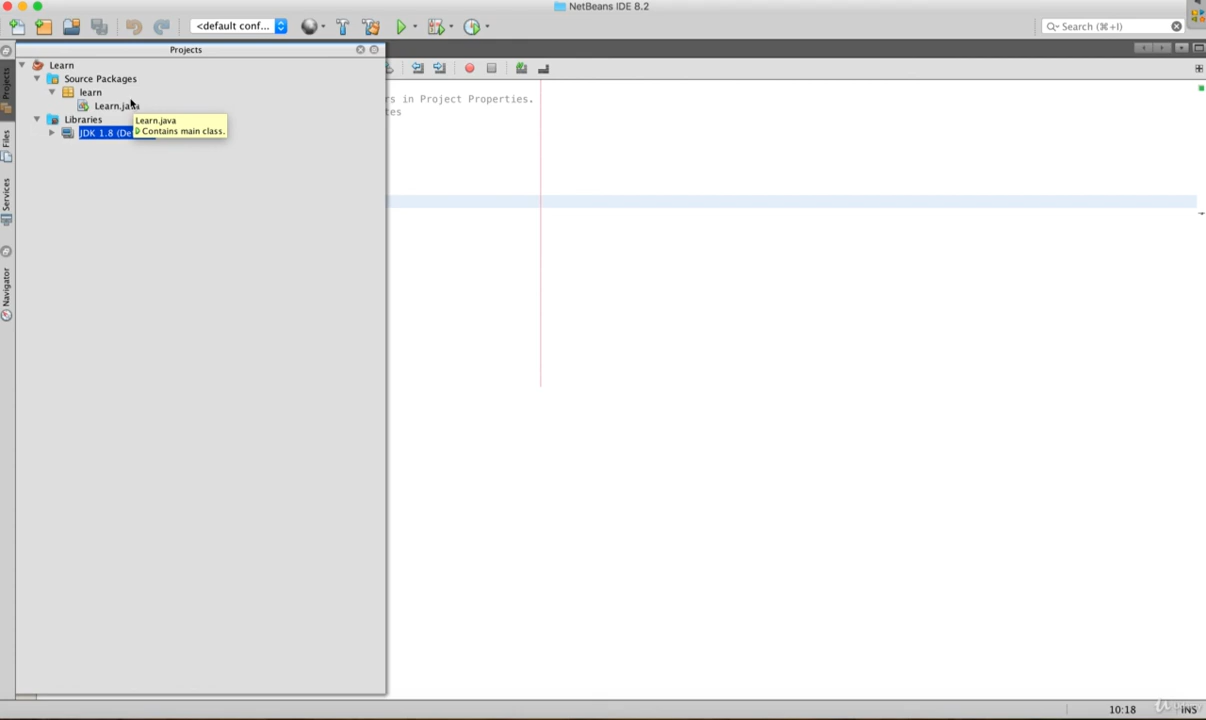 NetBeans IDE 8.2
<default conf...
Search (⌘+I)
Projects
Learn
Source Packages
learn
Learn.java
Learn.java
Contains main class.
Libraries
JDK 1.8 (De
rs in Project Properties.
tes
Projects
Files
Services
Navigator
10:18
INS